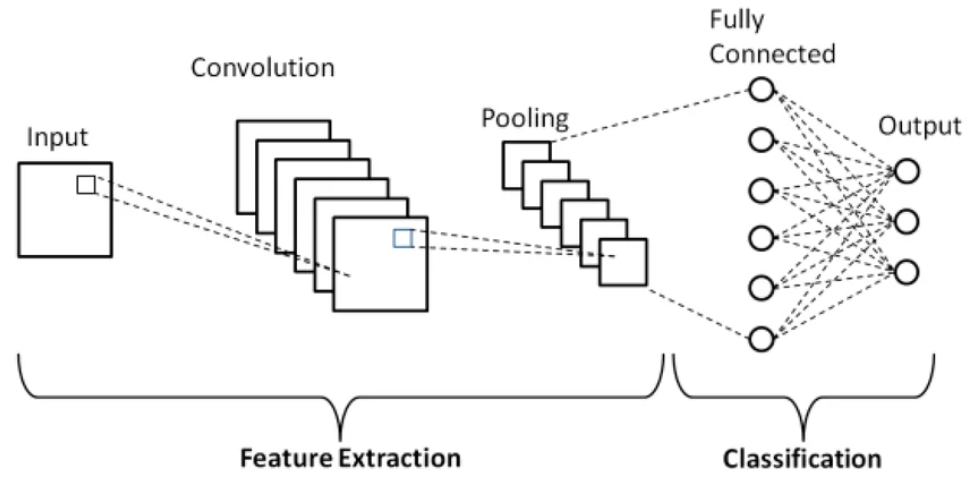 Input
Convolution
Pooling
Fully
Connected
Output
Feature Extraction
Classification